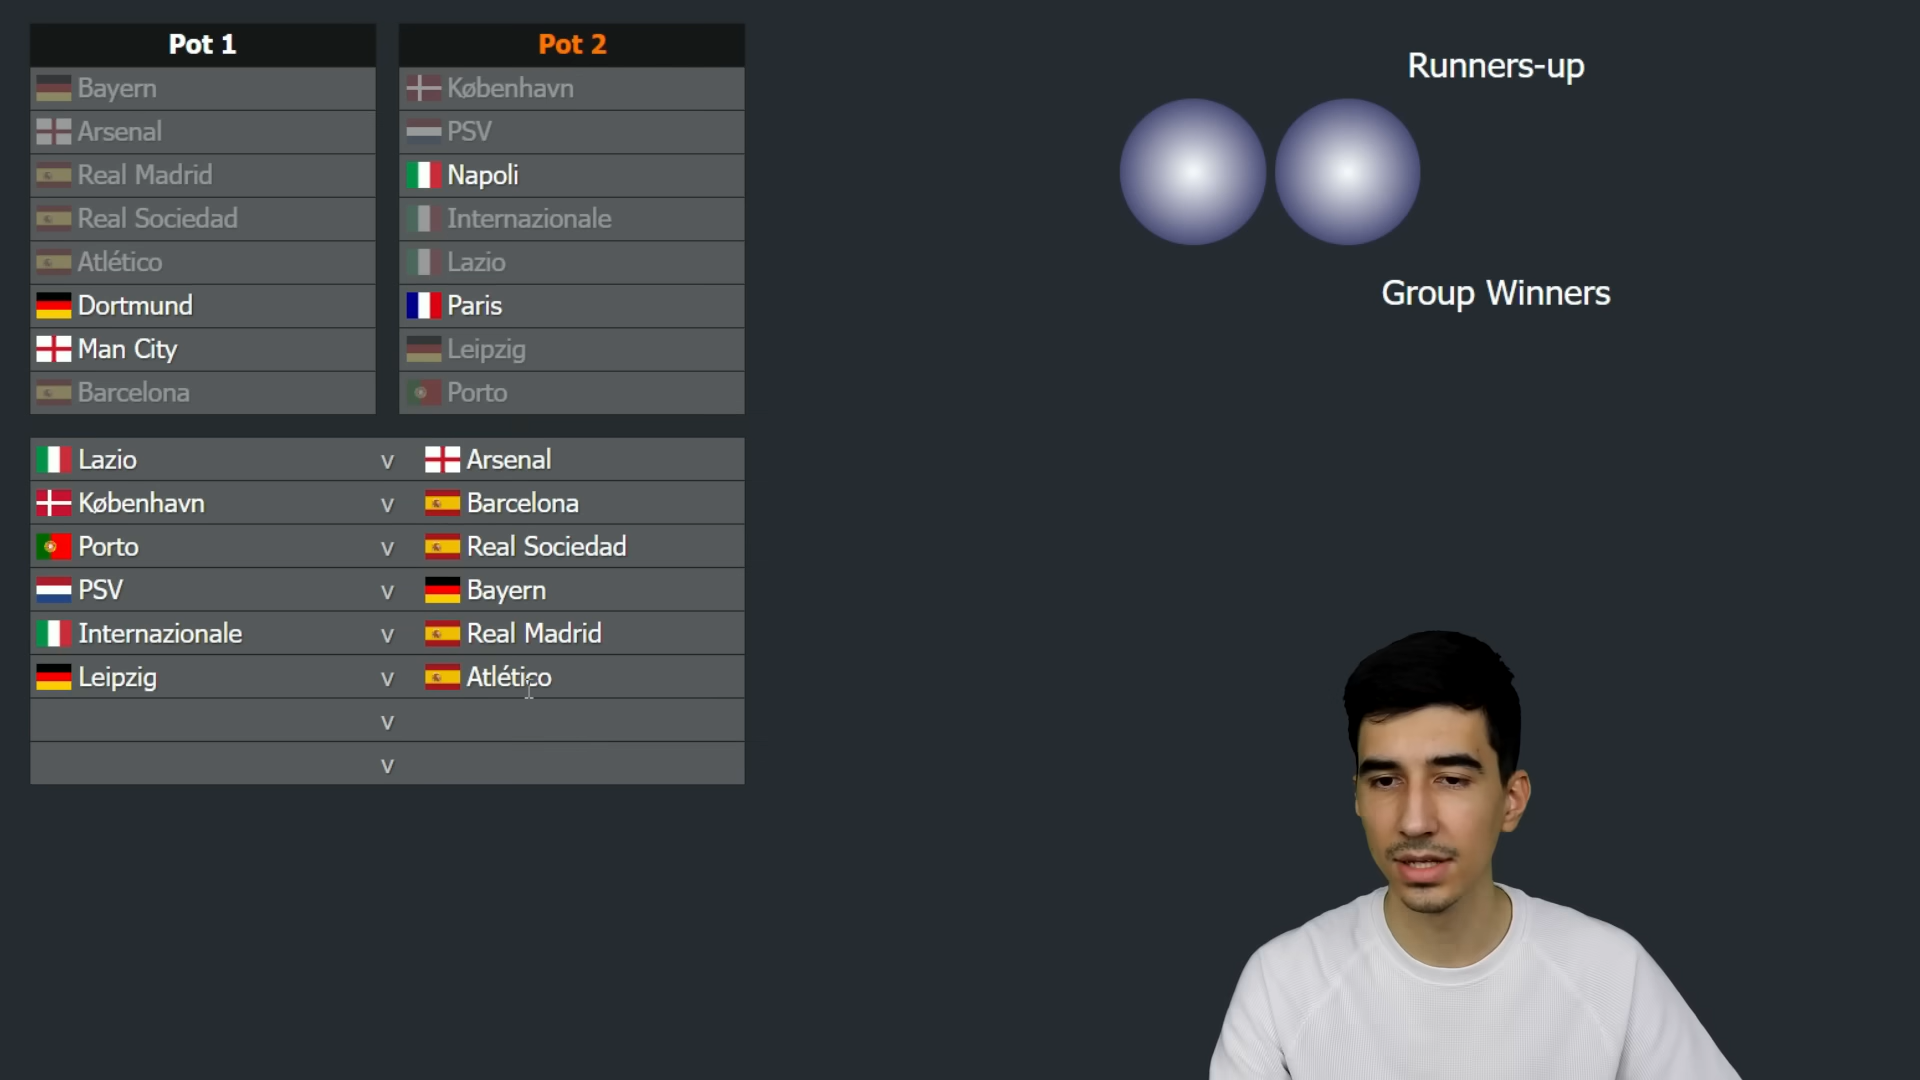 Pot 1
Bayern
Arsenal
Real Madrid
Real Sociedad
Atlético
Dortmund
Man City
Barcelona
Pot 2
København
PSV
Napoli
Internazionale
Lazio
Paris
Leipzig
Porto
Lazio v Arsenal
København v Barcelona
Porto v Real Sociedad
PSV v Bayern
Internazionale v Real Madrid
Leipzig v Atlético
v
v
Runners-up
Group Winners